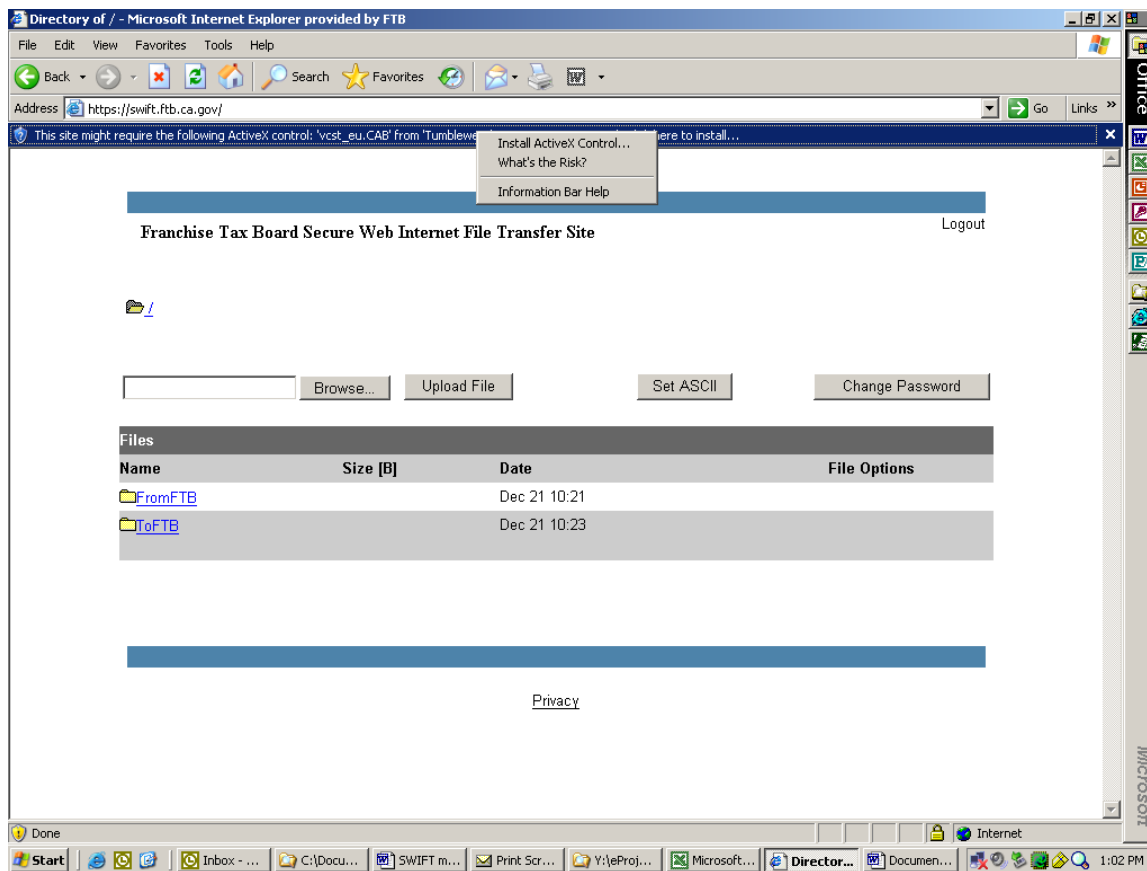 Directory of / - Microsoft Internet Explorer provided by FTB
File Edit View Favorites Tools Help
Back Search Favorites
Address https://swift.ftb.ca.gov/ Go Links »
This site might require the following ActiveX control: 'vcst_eu.CAB' from 'Tumblewe here to install...
Install ActiveX Control...
What's the Risk?
Information Bar Help
Franchise Tax Board Secure Web Internet File Transfer Site
Logout
/
Browse... Upload File Set ASCII Change Password
Files
Name Size [B] Date File Options
FromFTB Dec 21 10:21
ToFTB Dec 21 10:23
Privacy
Done Internet
Start Inbox - ... C:\Docu... SWIFT m... Print Scr... Y:\eProj... Microsoft... Director... Documen... 1:02 PM
Office
Microsoft